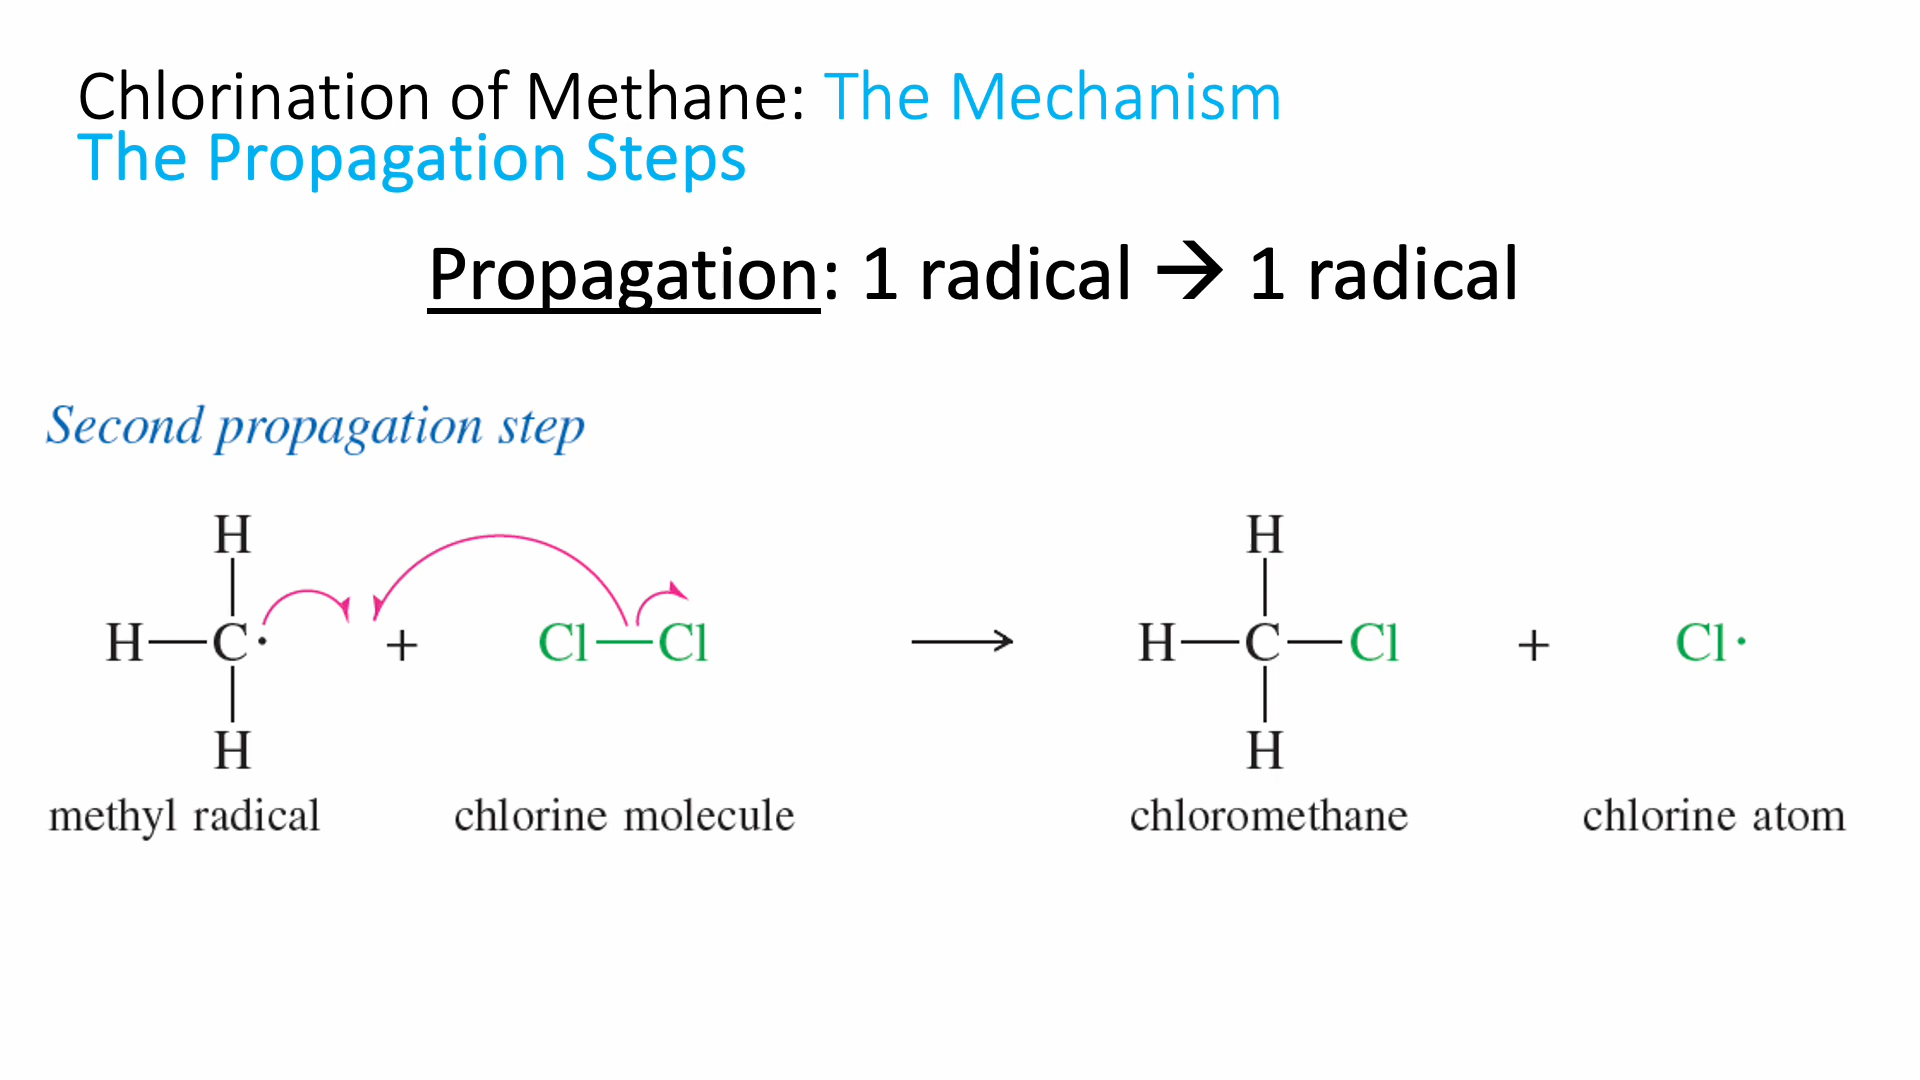 Chlorination of Methane: The Mechanism
The Propagation Steps
Propagation: 1 radical → 1 radical
Second propagation step
H H
H—C· + Cl—Cl ⟶ H—C—Cl + Cl·
H H
methyl radical chlorine molecule chloromethane chlorine atom